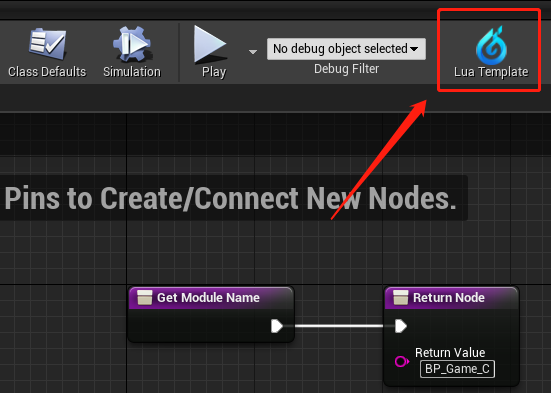 Class Defaults
Simulation
Play
No debug object selected
Debug Filter
Lua Template
Pins to Create/Connect New Nodes.
Get Module Name
Return Node
Return Value
BP_Game_C